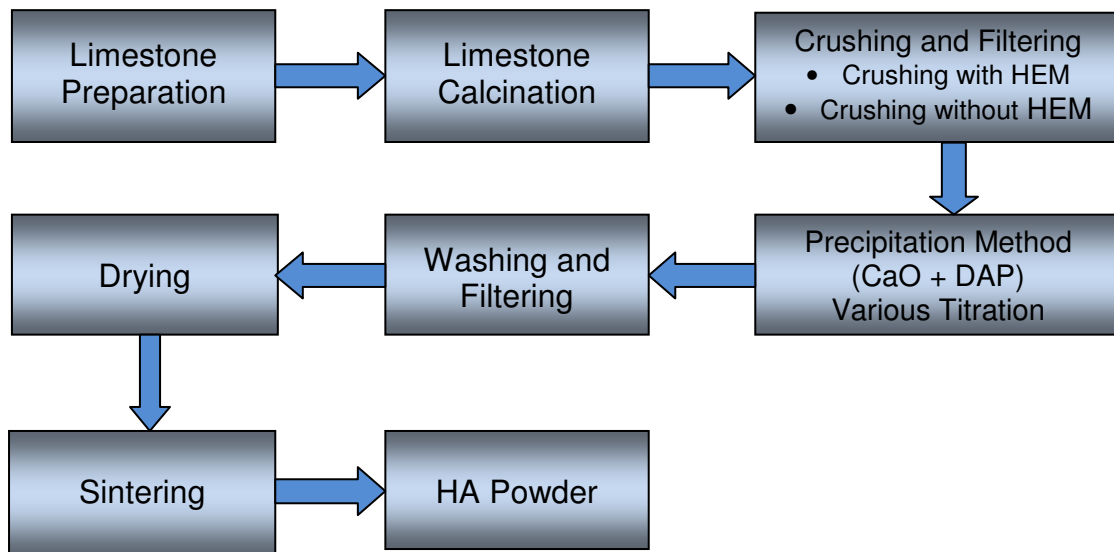 Limestone
Preparation
Limestone
Calcination
Crushing and Filtering
• Crushing with HEM
• Crushing without HEM
Precipitation Method
(CaO + DAP)
Various Titration
Washing and
Filtering
Drying
Sintering
HA Powder